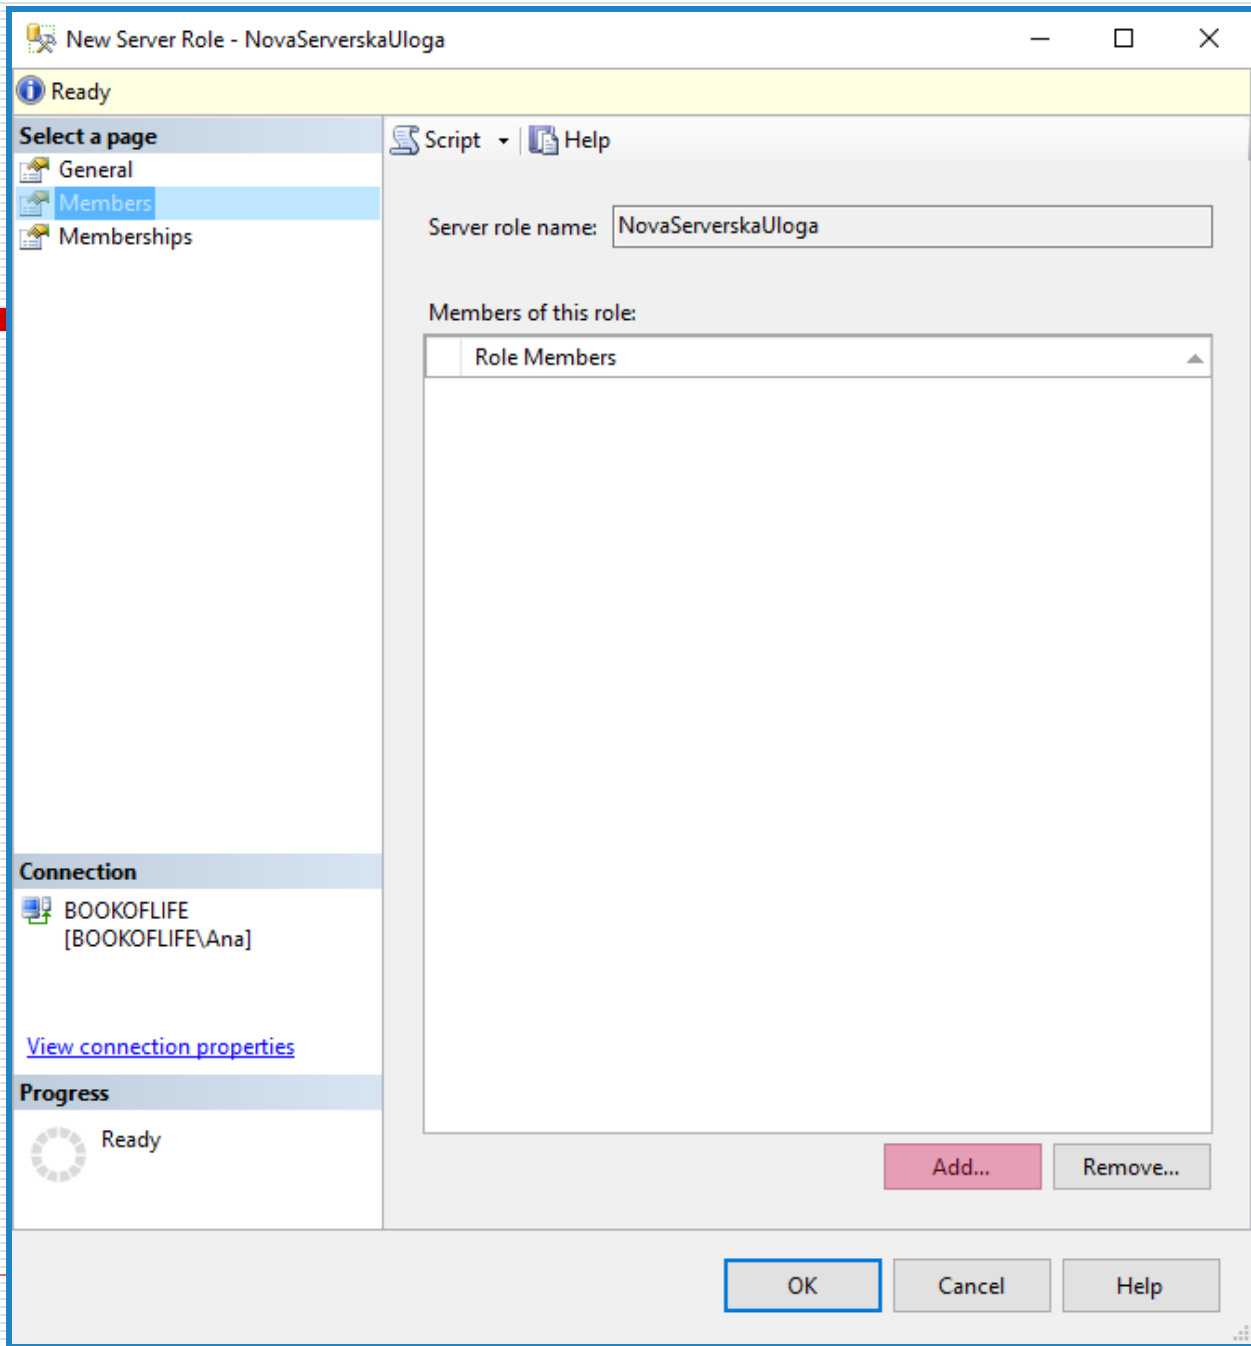 New Server Role - NovaServerskaUloga
Ready
Select a page
General
Members
Memberships
Script
Help
Server role name:
NovaServerskaUloga
Members of this role:
Role Members
Connection
BOOKOFLIFE
[BOOKOFLIFE\Ana]
View connection properties
Progress
Ready
Add...
Remove...
OK
Cancel
Help